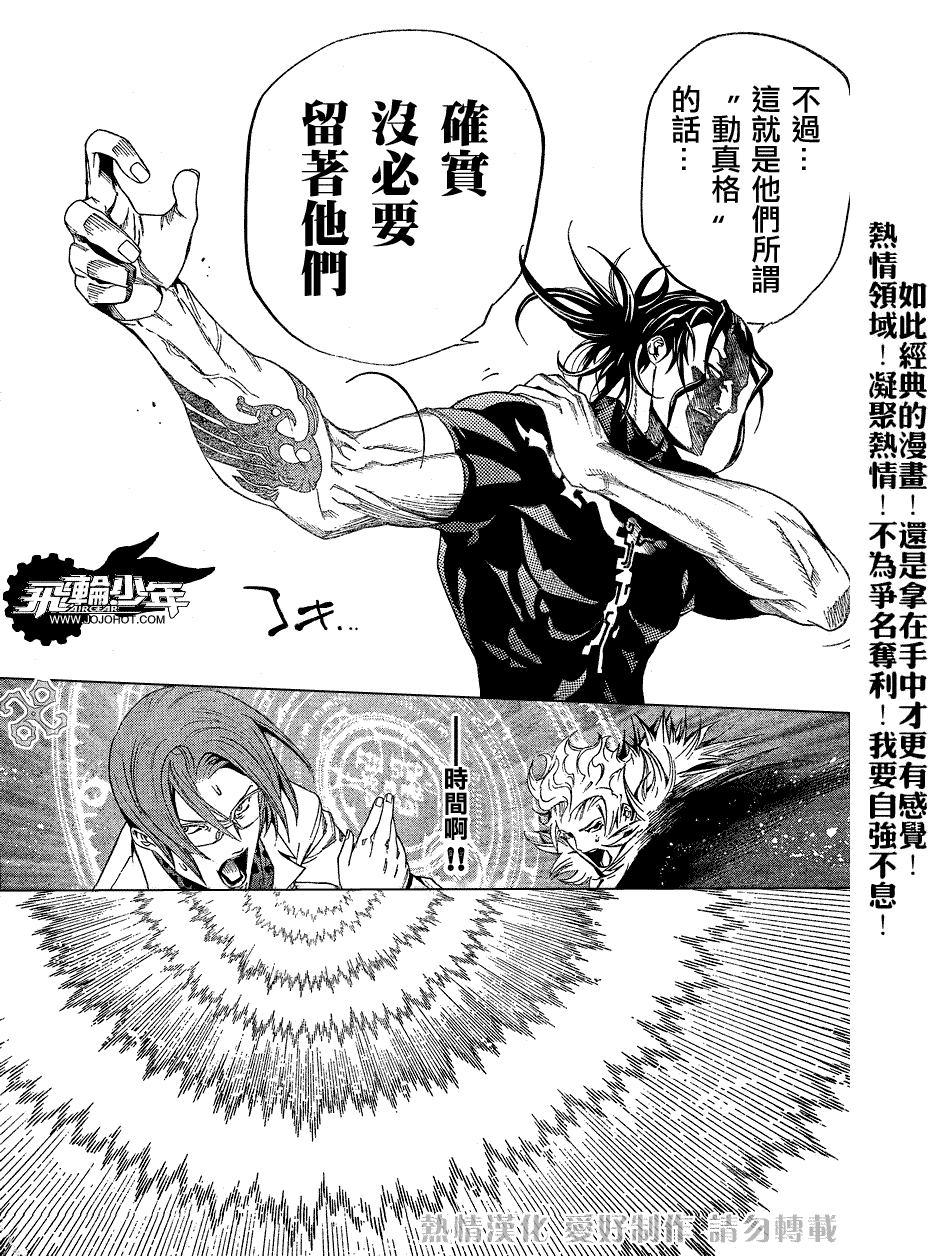 不過…
這就是他們所謂
〝動真格〟
的話…
確實
沒必要
留著他們
コキ…
——時間啊!!
飛輪少年
AIRGEAR
WWW.JOJOHOT.COM
如此經典的漫畫！還是拿在手中才更有感覺！
熱情領域！凝聚熱情！不為爭名奪利！我要自強不息！
熱情漢化 愛好制作 請勿轉載